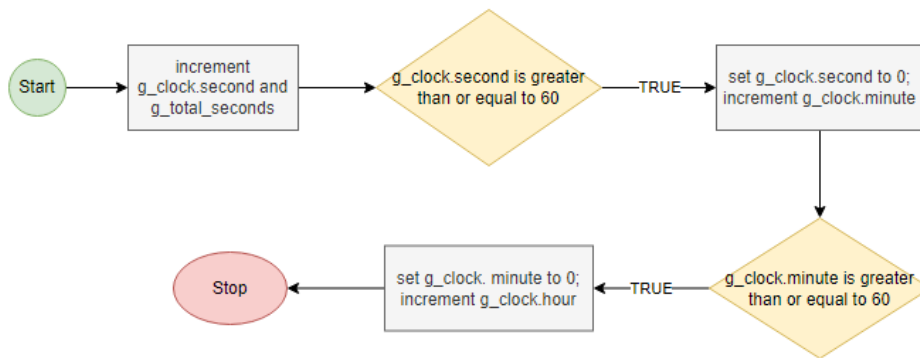 Start
increment
g_clock.second and
g_total_seconds
g_clock.second is greater
than or equal to 60
TRUE
set g_clock.second to 0;
increment g_clock.minute
g_clock.minute is greater
than or equal to 60
TRUE
set g_clock. minute to 0;
increment g_clock.hour
Stop